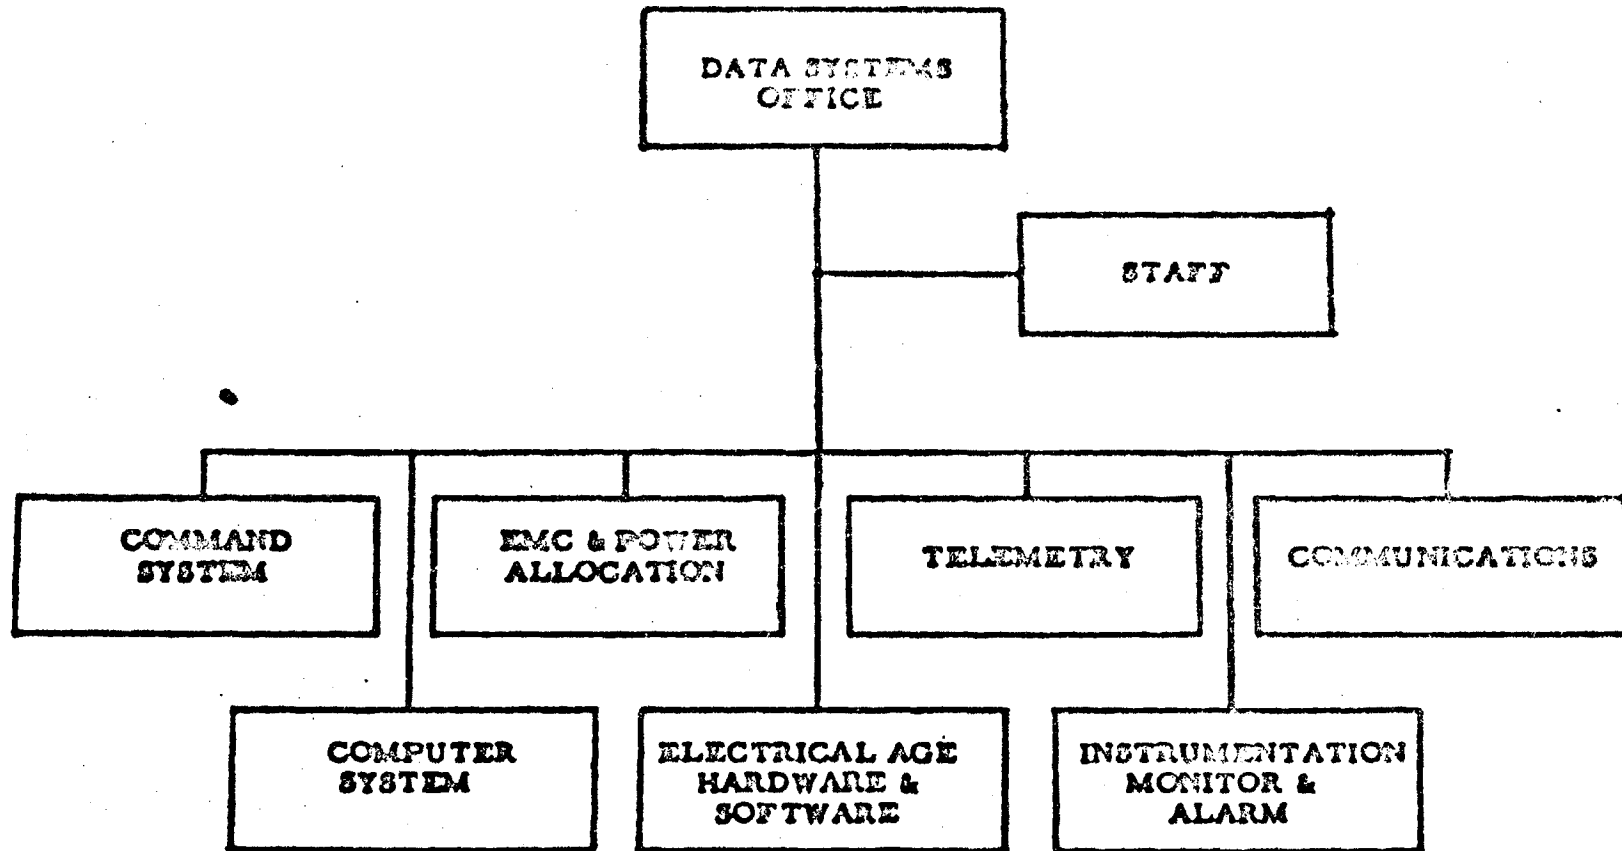 DATA SYSTEMS
OFFICE
STAFF
COMMAND
SYSTEM
EMC & POWER
ALLOCATION
TELEMETRY
COMMUNICATIONS
COMPUTER
SYSTEM
ELECTRICAL AGE
HARDWARE &
SOFTWARE
INSTRUMENTATION
MONITOR &
ALARM